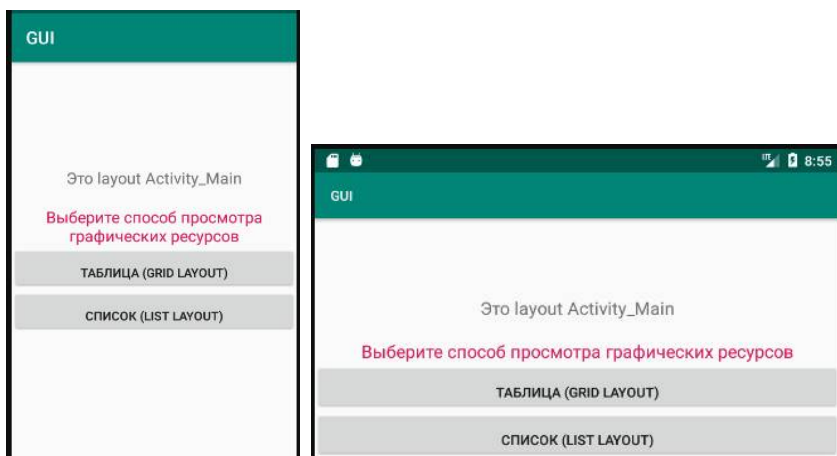 GUI
Это layout Activity_Main
Выберите способ просмотра
графических ресурсов
ТАБЛИЦА (GRID LAYOUT)
СПИСОК (LIST LAYOUT)
LTE 8:55
GUI
Это layout Activity_Main
Выберите способ просмотра графических ресурсов
ТАБЛИЦА (GRID LAYOUT)
СПИСОК (LIST LAYOUT)